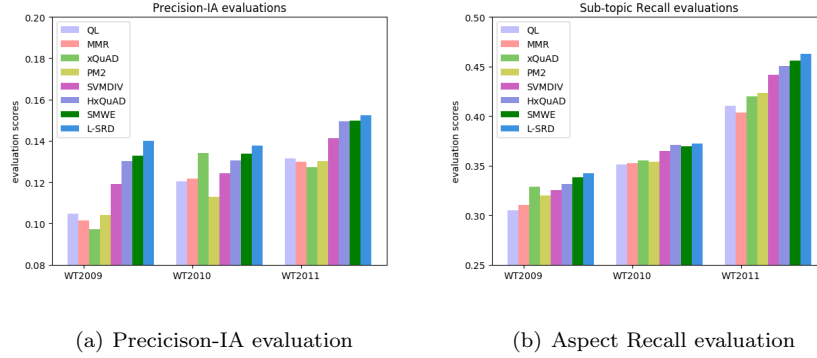 Precision-IA evaluations
evaluation scores
0.20
0.18
0.16
0.14
0.12
0.10
0.08
QL
MMR
xQuAD
PM2
SVMDIV
HxQuAD
SMWE
L-SRD
WT2009 WT2010 WT2011
(a) Precicison-IA evaluation
Sub-topic Recall evaluations
evaluation scores
0.50
0.45
0.40
0.35
0.30
0.25
QL
MMR
xQuAD
PM2
SVMDIV
HxQuAD
SMWE
L-SRD
WT2009 WT2010 WT2011
(b) Aspect Recall evaluation